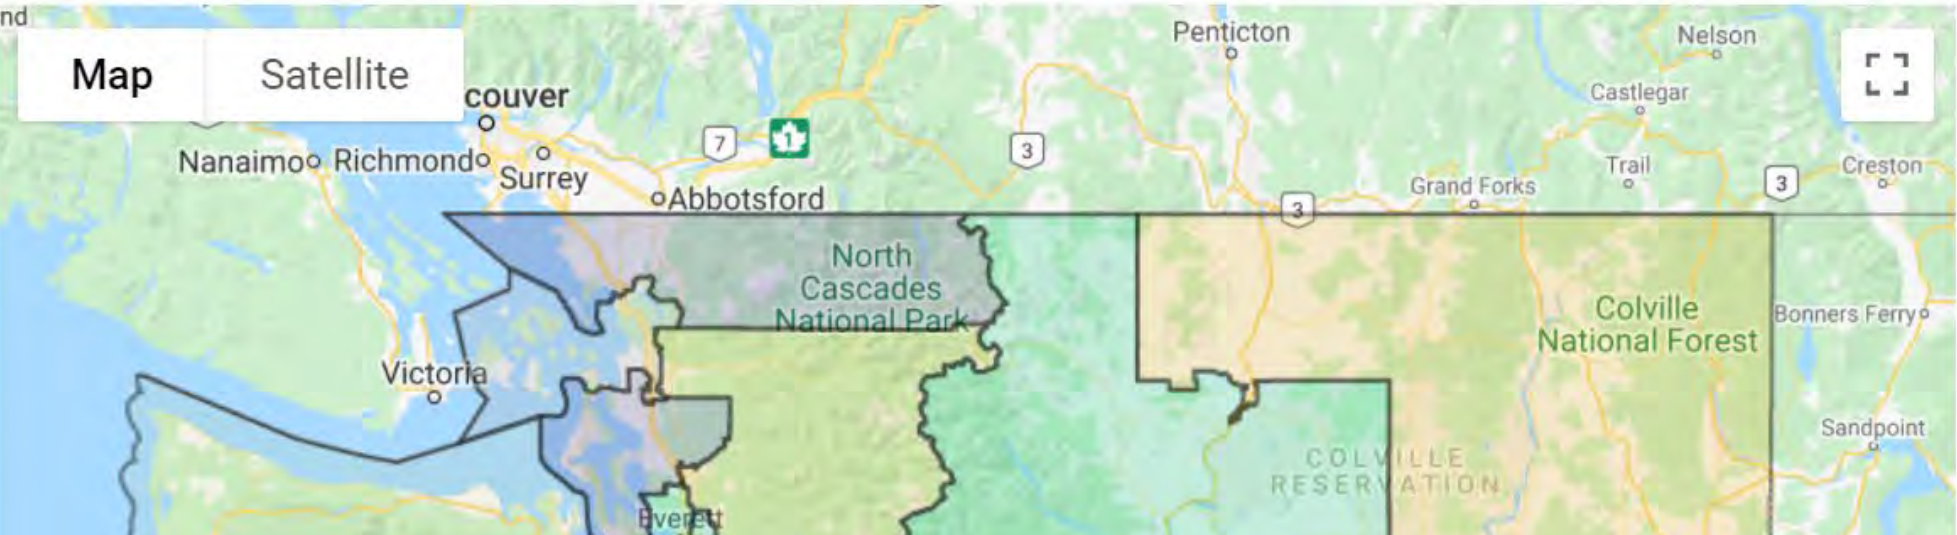 nd
Map
Satellite
couver
Penticton
Nelson
Castlegar
7
1
3
Nanaimo
Richmond
Surrey
Abbotsford
Trail
Creston
3
Grand Forks
3
North
Cascades
National Park
Colville
National Forest
Bonners Ferry
Victoria
Sandpoint
COLVILLE
RESERVATION
Everett